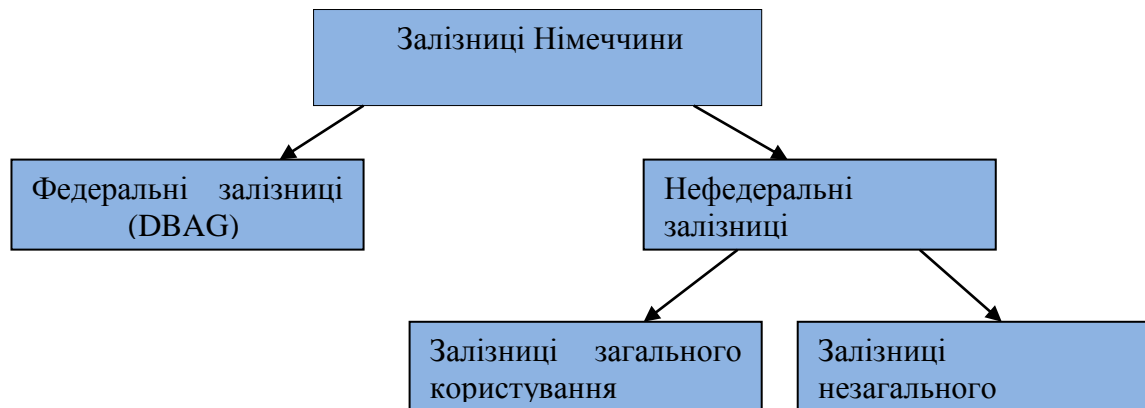 Залізниці Німеччини
Федеральні залізниці
(DBAG)
Нефедеральні
залізниці
Залізниці загального
користування
Залізниці
незагального